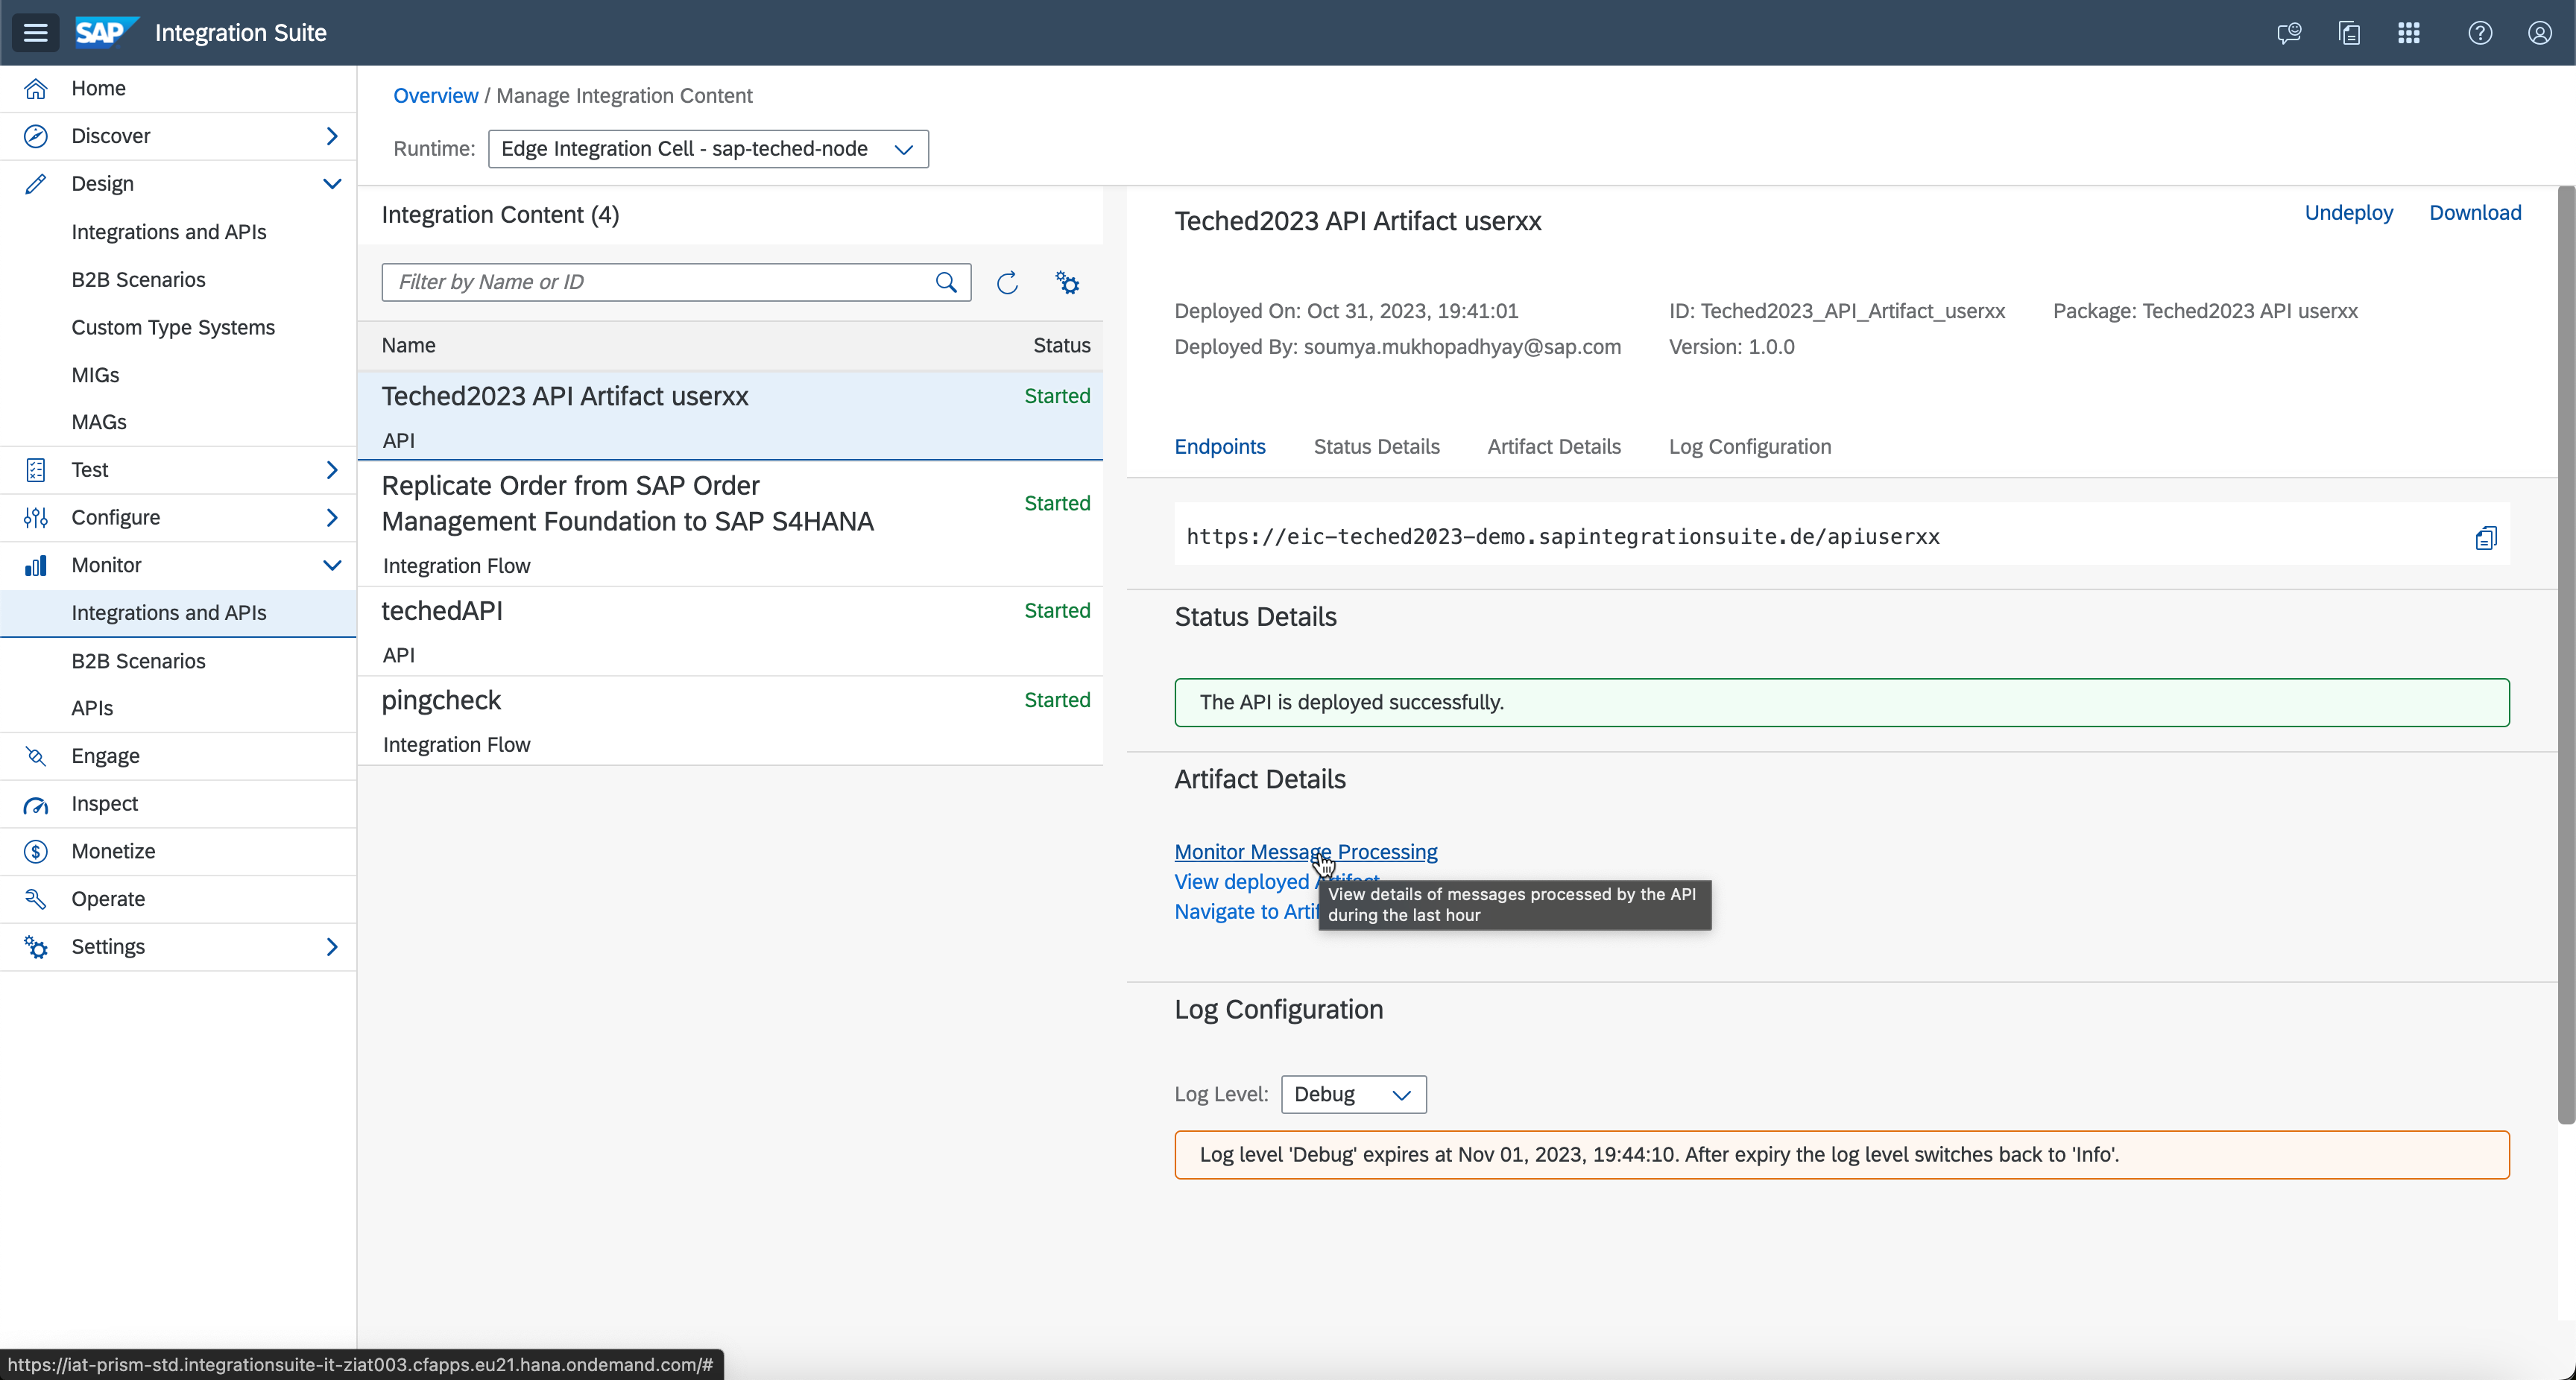 SAP Integration Suite
Home
Discover
Design
Integrations and APIs
B2B Scenarios
Custom Type Systems
MIGs
MAGs
Test
Configure
Monitor
Integrations and APIs
B2B Scenarios
APIs
Engage
Inspect
Monetize
Operate
Settings
Overview / Manage Integration Content
Runtime: Edge Integration Cell - sap-teched-node
Integration Content (4)
Filter by Name or ID
Name Status
Teched2023 API Artifact userxx Started
API
Replicate Order from SAP Order
Management Foundation to SAP S4HANA Started
Integration Flow
techedAPI Started
API
pingcheck Started
Integration Flow
Teched2023 API Artifact userxx
Undeploy Download
Deployed On: Oct 31, 2023, 19:41:01 ID: Teched2023_API_Artifact_userxx Package: Teched2023 API userxx
Deployed By: soumya.mukhopadhyay@sap.com Version: 1.0.0
Endpoints Status Details Artifact Details Log Configuration
https://eic-teched2023-demo.sapintegrationsuite.de/apiuserxx
Status Details
The API is deployed successfully.
Artifact Details
Monitor Message Processing
View deployed
Navigate to
View details of messages processed by the API
during the last hour
Log Configuration
Log Level: Debug
Log level 'Debug' expires at Nov 01, 2023, 19:44:10. After expiry the log level switches back to 'Info'.
https://iat-prism-std.integrationsuite-it-ziat003.cfapps.eu21.hana.ondemand.com/#